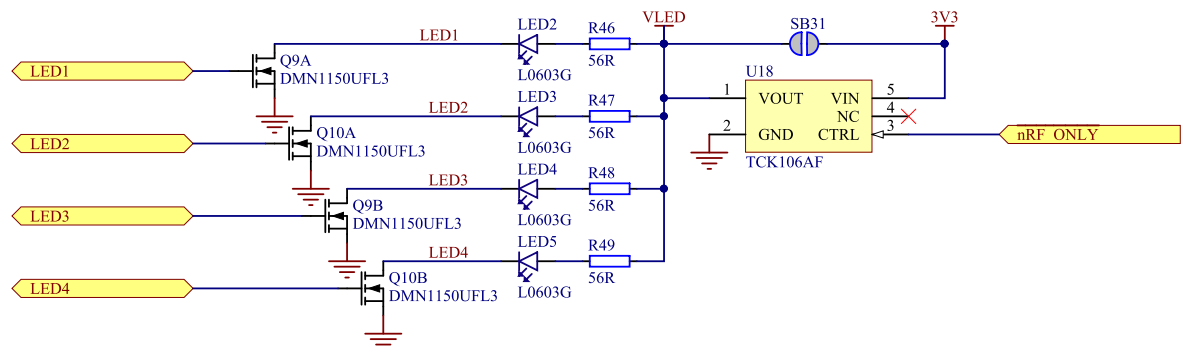 VLED
SB31
3V3
LED1
LED2
R46
56R
L0603G
Q9A
DMN1150UFL3
LED1
U18
1
VOUT
VIN
5
NC
4
2
GND
CTRL
3
TCK106AF
nRF_ONLY
LED2
LED3
R47
56R
L0603G
Q10A
DMN1150UFL3
LED2
LED3
LED4
R48
56R
L0603G
Q9B
DMN1150UFL3
LED3
LED4
LED5
R49
56R
L0603G
Q10B
DMN1150UFL3
LED4